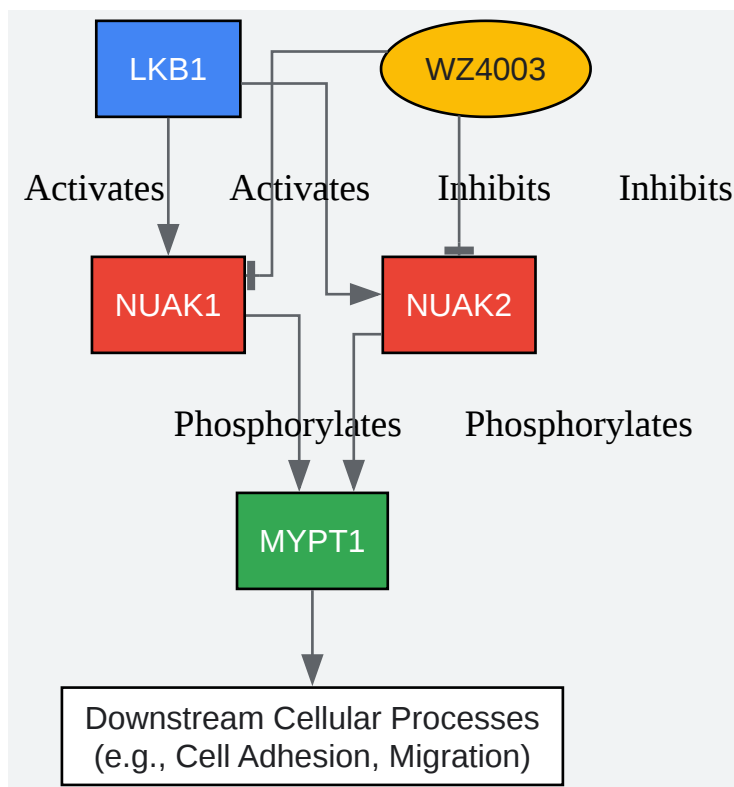 LKB1
WZ4003
Activates
Activates
Inhibits
Inhibits
NUAK1
NUAK2
Phosphorylates
Phosphorylates
MYPT1
Downstream Cellular Processes
(e.g., Cell Adhesion, Migration)